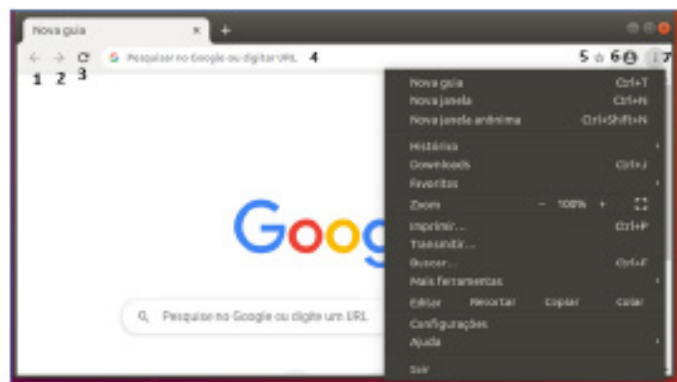 Nova guia
Pesquisar no Google ou digitar URL 4 5 6 7
1 2 3
Nova guia Ctrl+T
Nova janela Ctrl+N
Nova janela anônima Ctrl+Shift+N
Histórico
Downloads Ctrl+J
Favoritos
Zoom - 100% +
Imprimir... Ctrl+P
Transmitir...
Buscar... Ctrl+F
Mais ferramentas
Editar Recortar Copiar Colar
Configurações
Ajuda
Sair
Goog
Pesquise no Google ou digite um URL